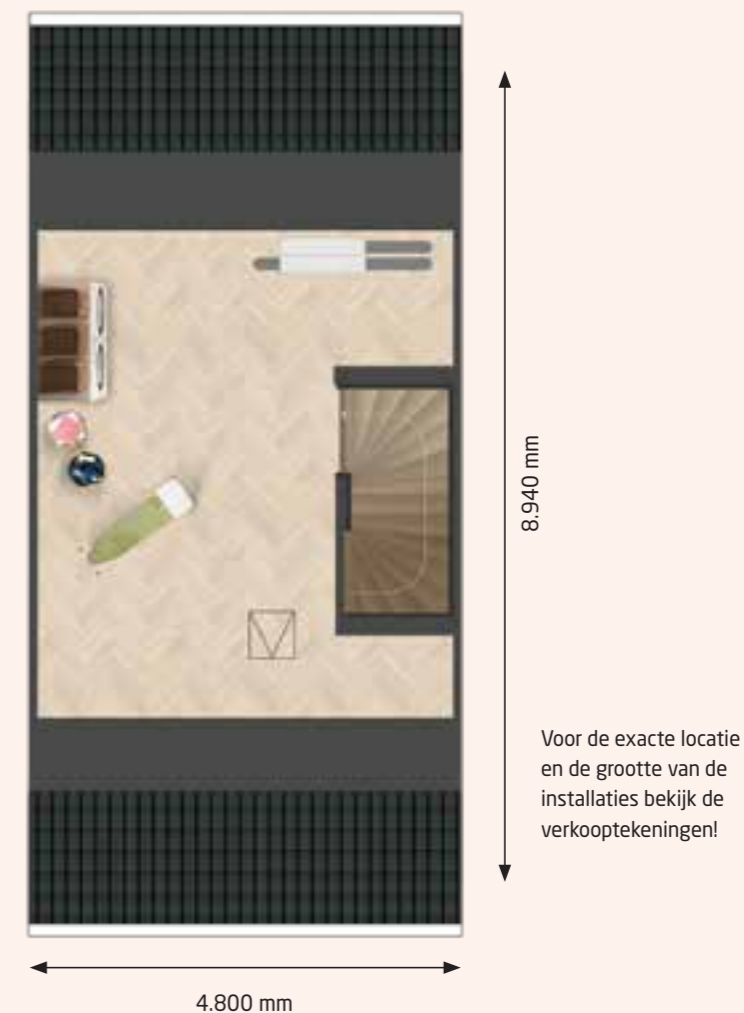 8.940 mm
Voor de exacte locatie
en de grootte van de
installaties bekijk de
verkooptekeningen!
4.800 mm